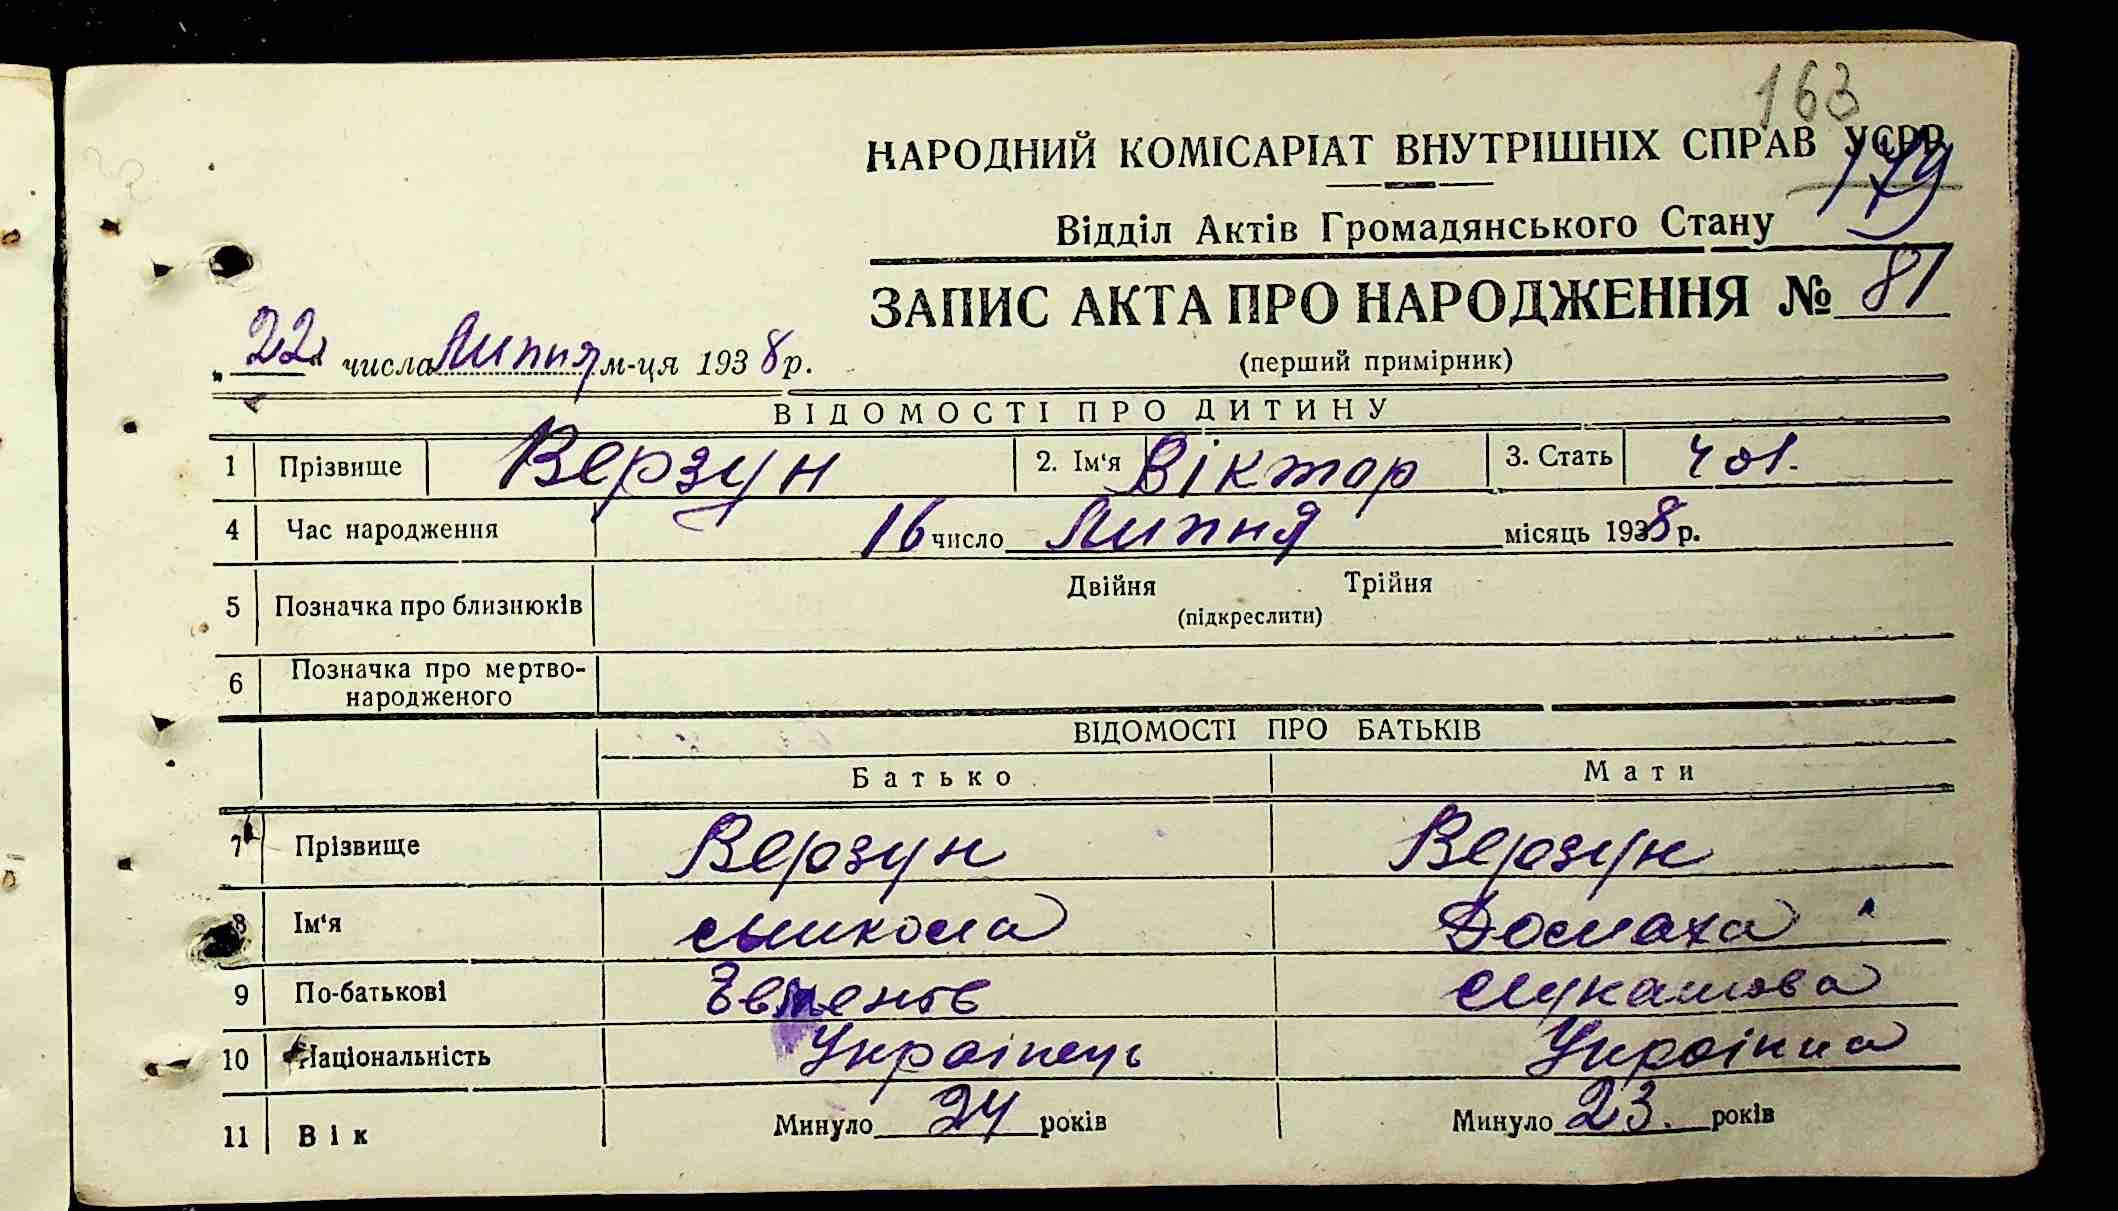 163
НАРОДНИЙ КОМІСАРІАТ ВНУТРІШНІХ СПРАВ УСРР
179
Відділ Актів Громадянського Стану
ЗАПИС АКТА ПРО НАРОДЖЕННЯ № 81
„22“ числа Липня м-ця 1938 р.
(перший примірник)
ВІДОМОСТІ ПРО ДИТИНУ
1 Прізвище Верзун 2. Ім‘я Віктор 3. Стать чол.
4 Час народження 16 число Липня місяць 1938 р.
5 Позначка про близнюків Двійня Трійня
(підкреслити)
6 Позначка про мертво-
народженого
ВІДОМОСТІ ПРО БАТЬКІВ
Батько Мати
7 Прізвище Верзун Верзун
8 Ім‘я Микола Домаха
9 По-батькові Євменов Лукашова
10 Національність Українець Українка
11 Вік Минуло 24 років Минуло 23. років